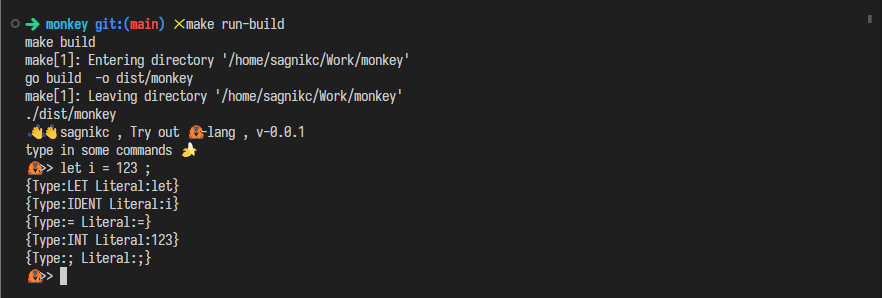 ➜ monkey git:(main) ✗make run-build
make build
make[1]: Entering directory '/home/sagnikc/Work/monkey'
go build  -o dist/monkey
make[1]: Leaving directory '/home/sagnikc/Work/monkey'
./dist/monkey
👋👋sagnikc , Try out 🦧-lang , v-0.0.1
type in some commands 🍌
🦧>> let i = 123 ;
{Type:LET Literal:let}
{Type:IDENT Literal:i}
{Type:= Literal:=}
{Type:INT Literal:123}
{Type:; Literal:;}
🦧>>